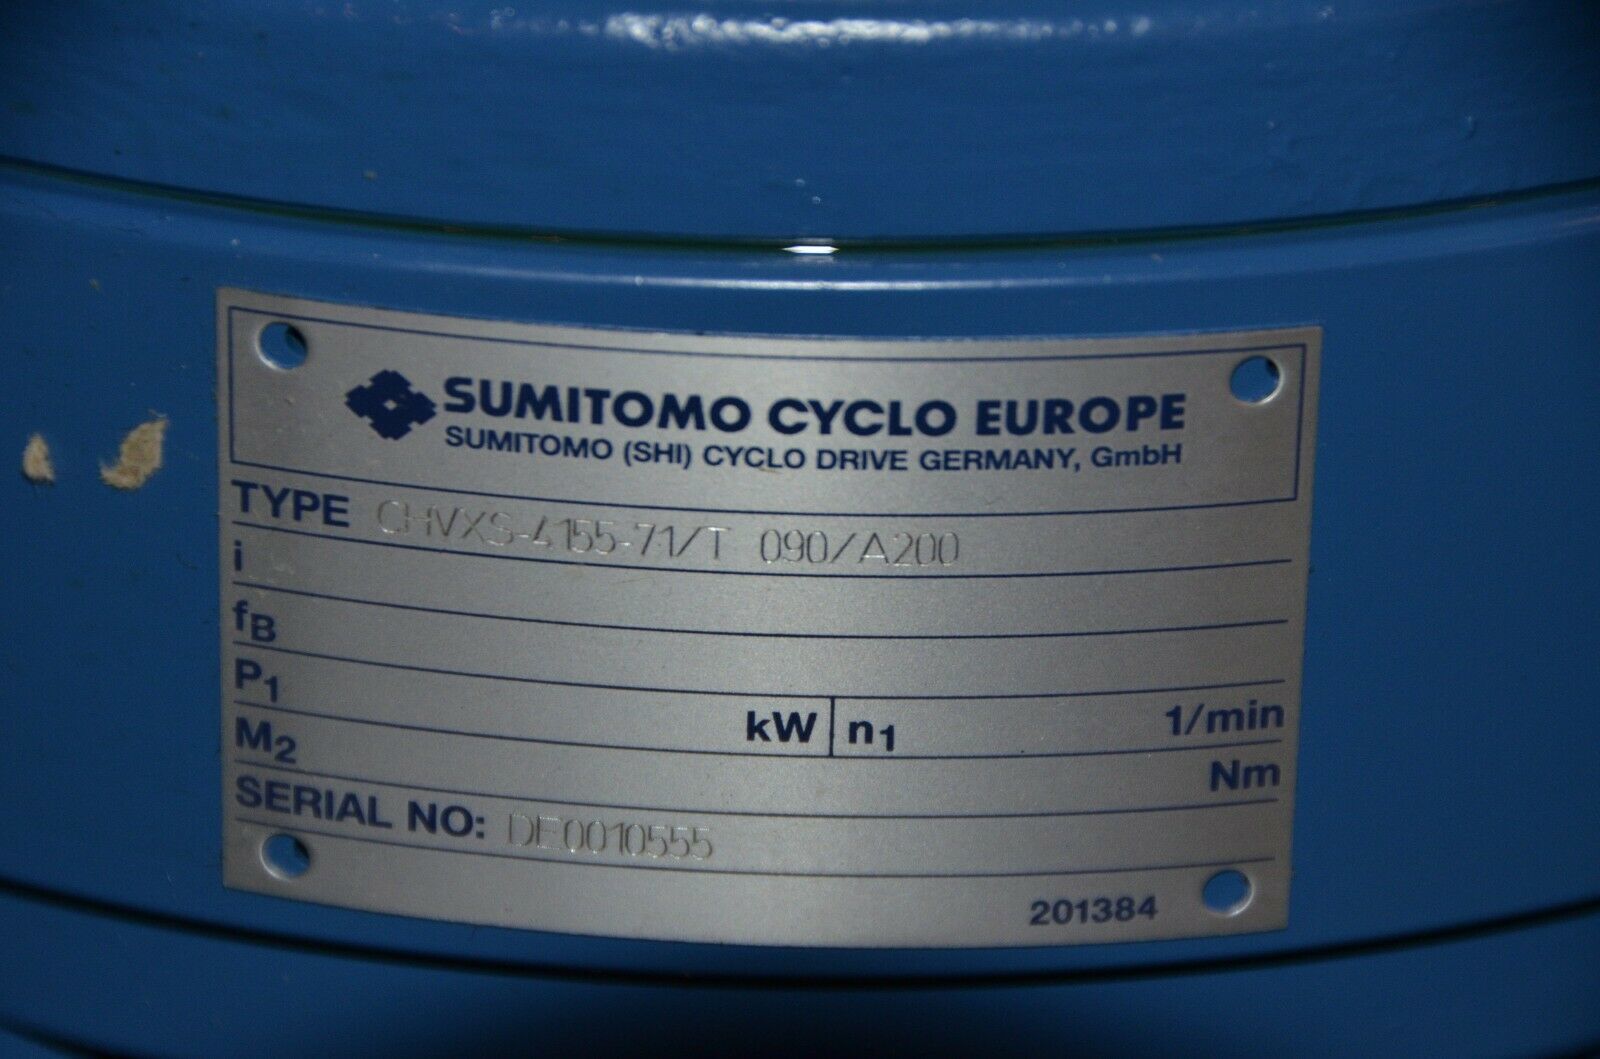 SUMITOMO CYCLO EUROPE
SUMITOMO (SHI) CYCLO DRIVE GERMANY, GmbH
TYPE CHVXS-4155-71/T 090/A200
i
fB
P1 kW n1 1/min
M2 Nm
SERIAL NO: DE0010555
201384